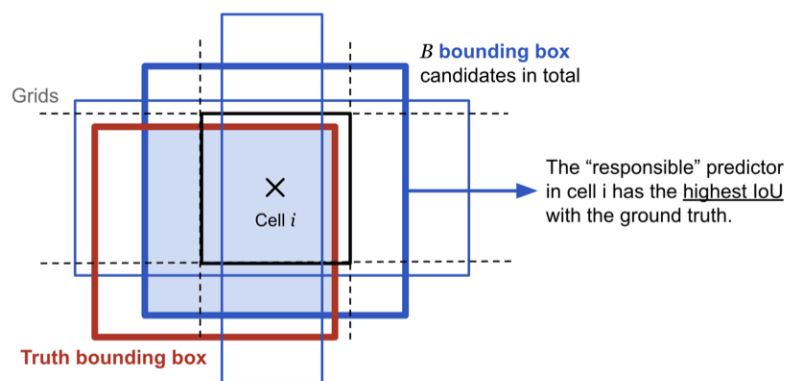 B bounding box
candidates in total
Grids
The “responsible” predictor
in cell i has the highest IoU
with the ground truth.
Cell i
Truth bounding box